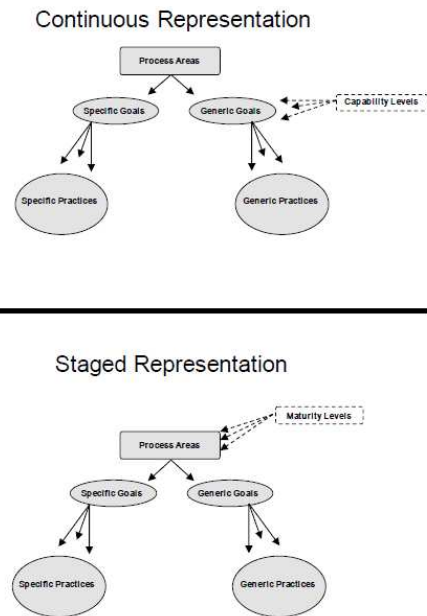 Continuous Representation
Process Areas
Specific Goals
Generic Goals
Capability Levels
Specific Practices
Generic Practices
Staged Representation
Maturity Levels
Process Areas
Specific Goals
Generic Goals
Specific Practices
Generic Practices